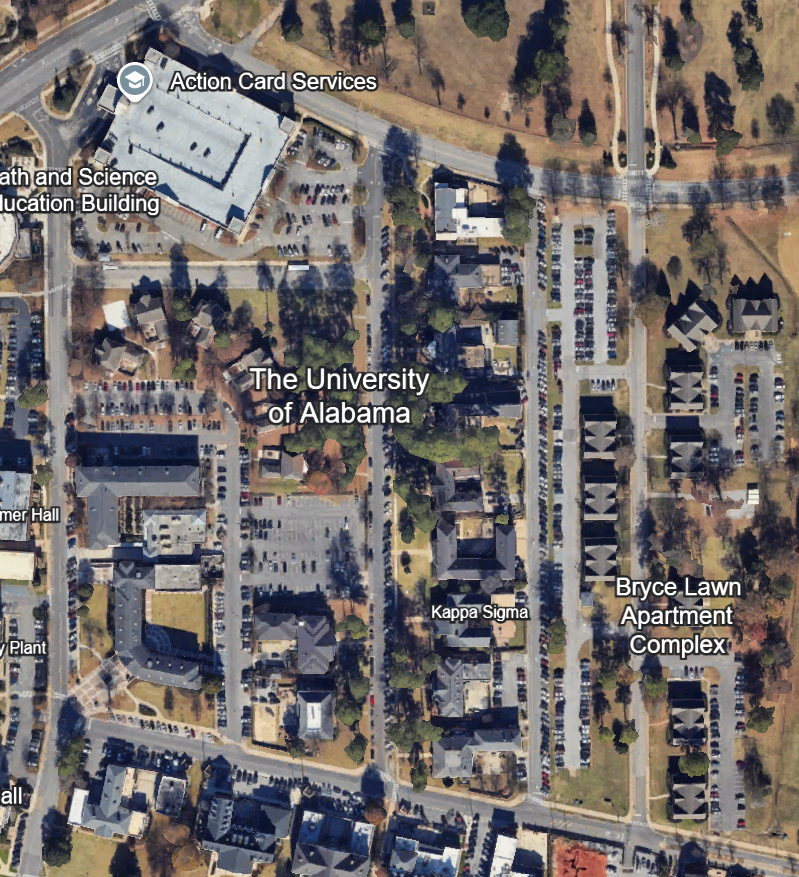 Action Card Services
ath and Science
ducation Building
The University
of Alabama
mer Hall
Kappa Sigma
Bryce Lawn
Apartment
Complex
y Plant
all